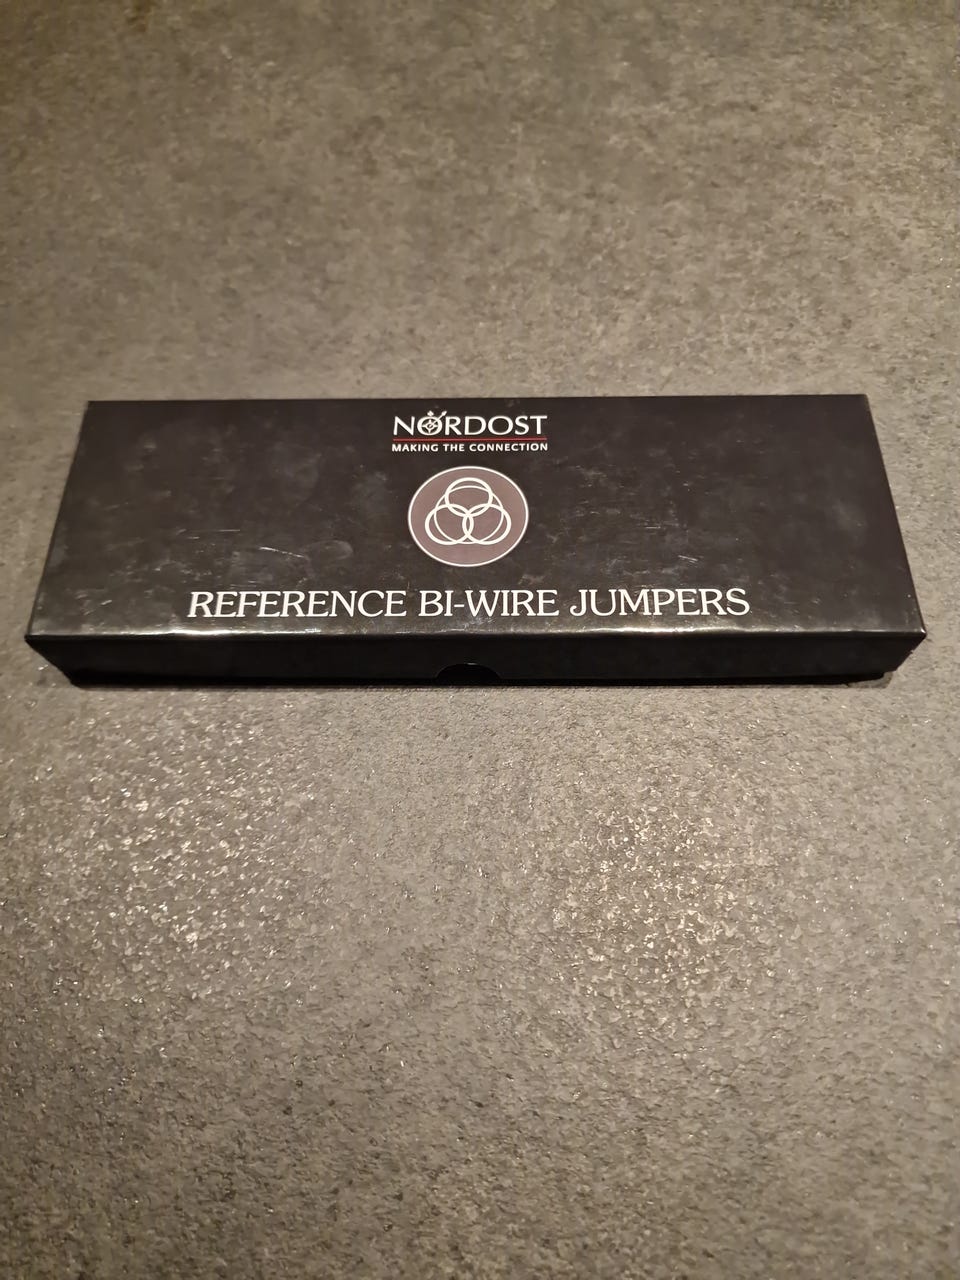 NORDOST
MAKING THE CONNECTION
REFERENCE BI-WIRE JUMPERS